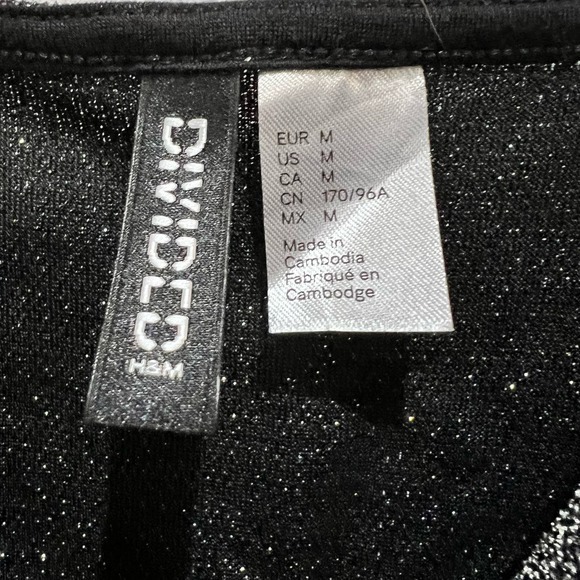 DIVIDED
H&M
EUR M
US M
CA M
CN 170/96A
MX M
Made in
Cambodia
Fabriqué en
Cambodge